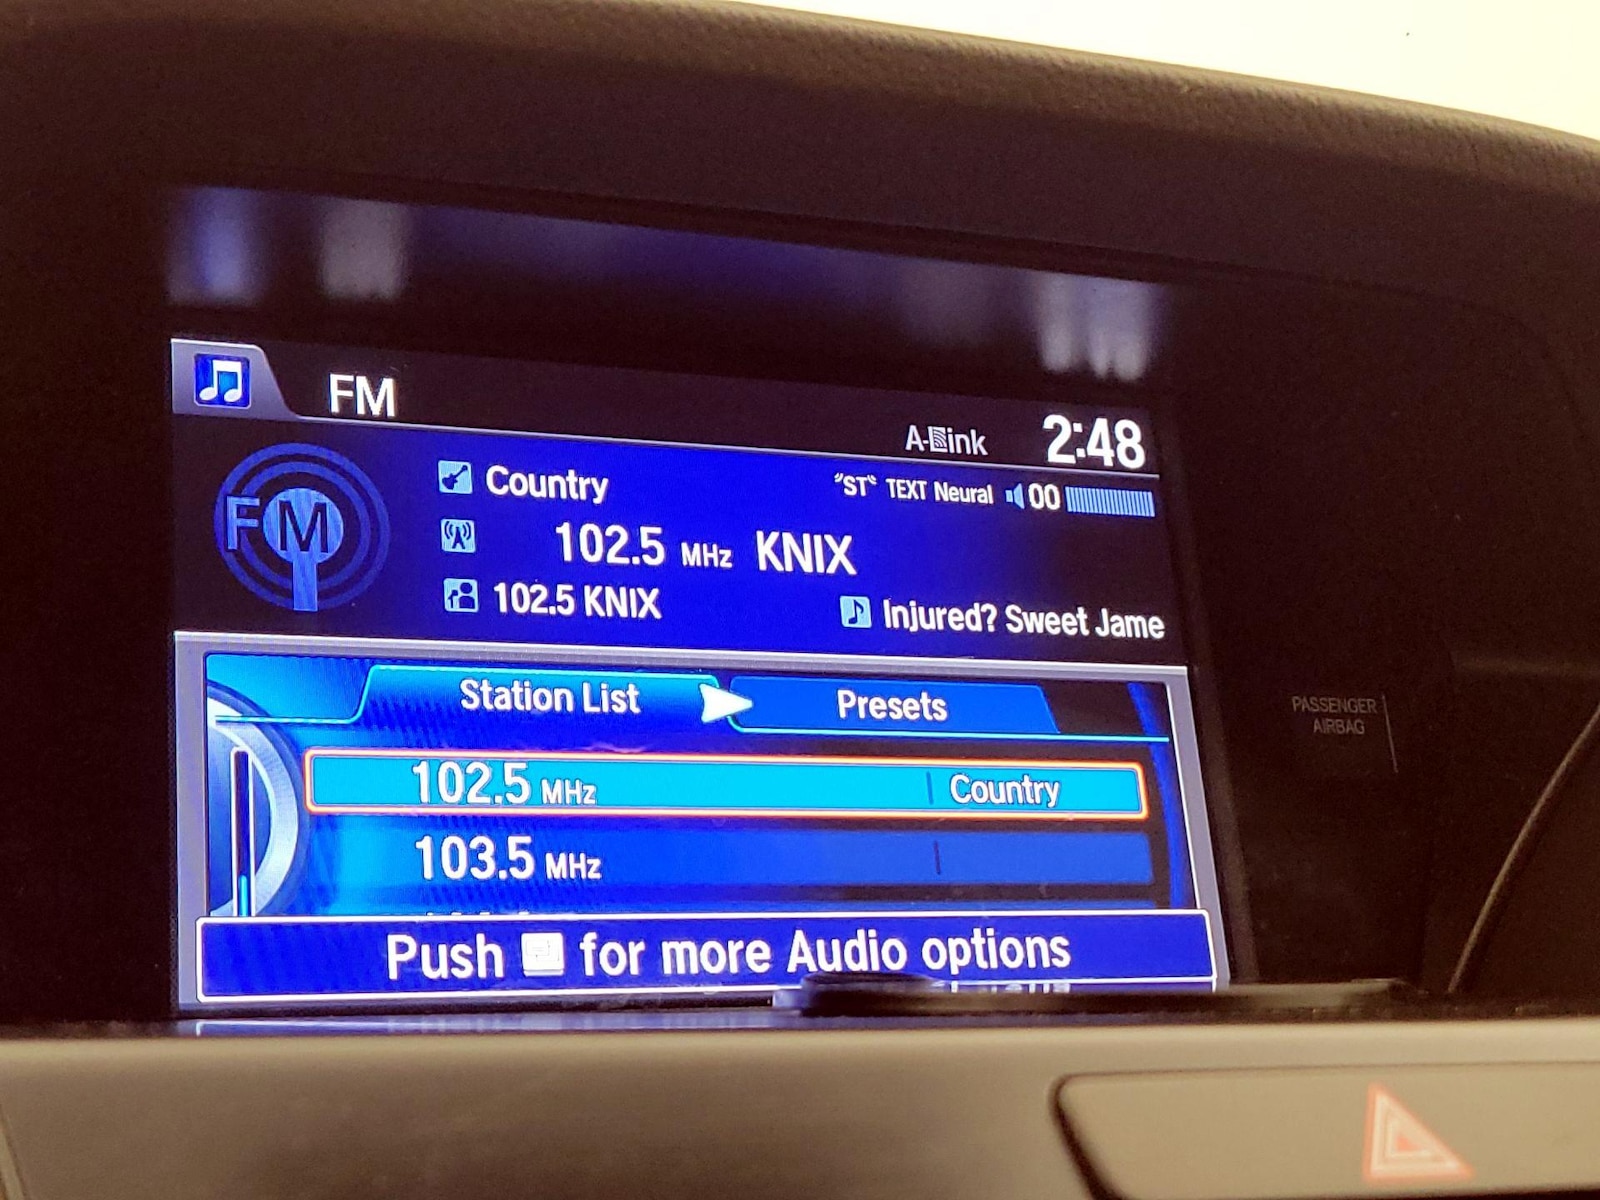 FM
A-Link 2:48
FM
Country "ST" TEXT Neural 00
102.5 MHz KNIX
102.5 KNIX Injured? Sweet Jame
Station List Presets
102.5 MHz Country
103.5 MHz
Push for more Audio options
PASSENGER
AIRBAG